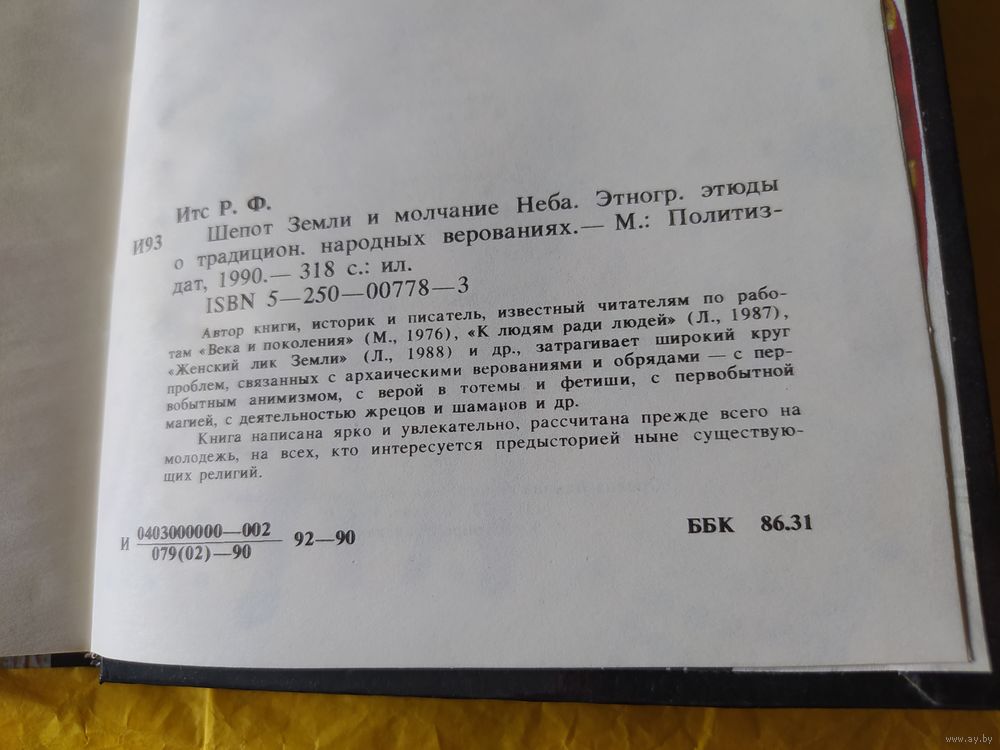 Итс Р. Ф.
И93 Шепот Земли и молчание Неба. Этногр. этюды
о традицион. народных верованиях.— М.: Политиз-
дат, 1990.— 318 с.: ил.
ISBN 5—250—00778—3
Автор книги, историк и писатель, известный читателям по рабо-
там «Века и поколения» (М., 1976), «К людям ради людей» (Л., 1987),
«Женский лик Земли» (Л., 1988) и др., затрагивает широкий круг
проблем, связанных с архаическими верованиями и обрядами — с пер-
вобытным анимизмом, с верой в тотемы и фетиши, с первобытной
магией, с деятельностью жрецов и шаманов и др.
Книга написана ярко и увлекательно, рассчитана прежде всего на
молодежь, на всех, кто интересуется предысторией ныне существую-
щих религий.
И 0403000000—002
079(02)—90
92—90
ББК 86.31
www.ay.by